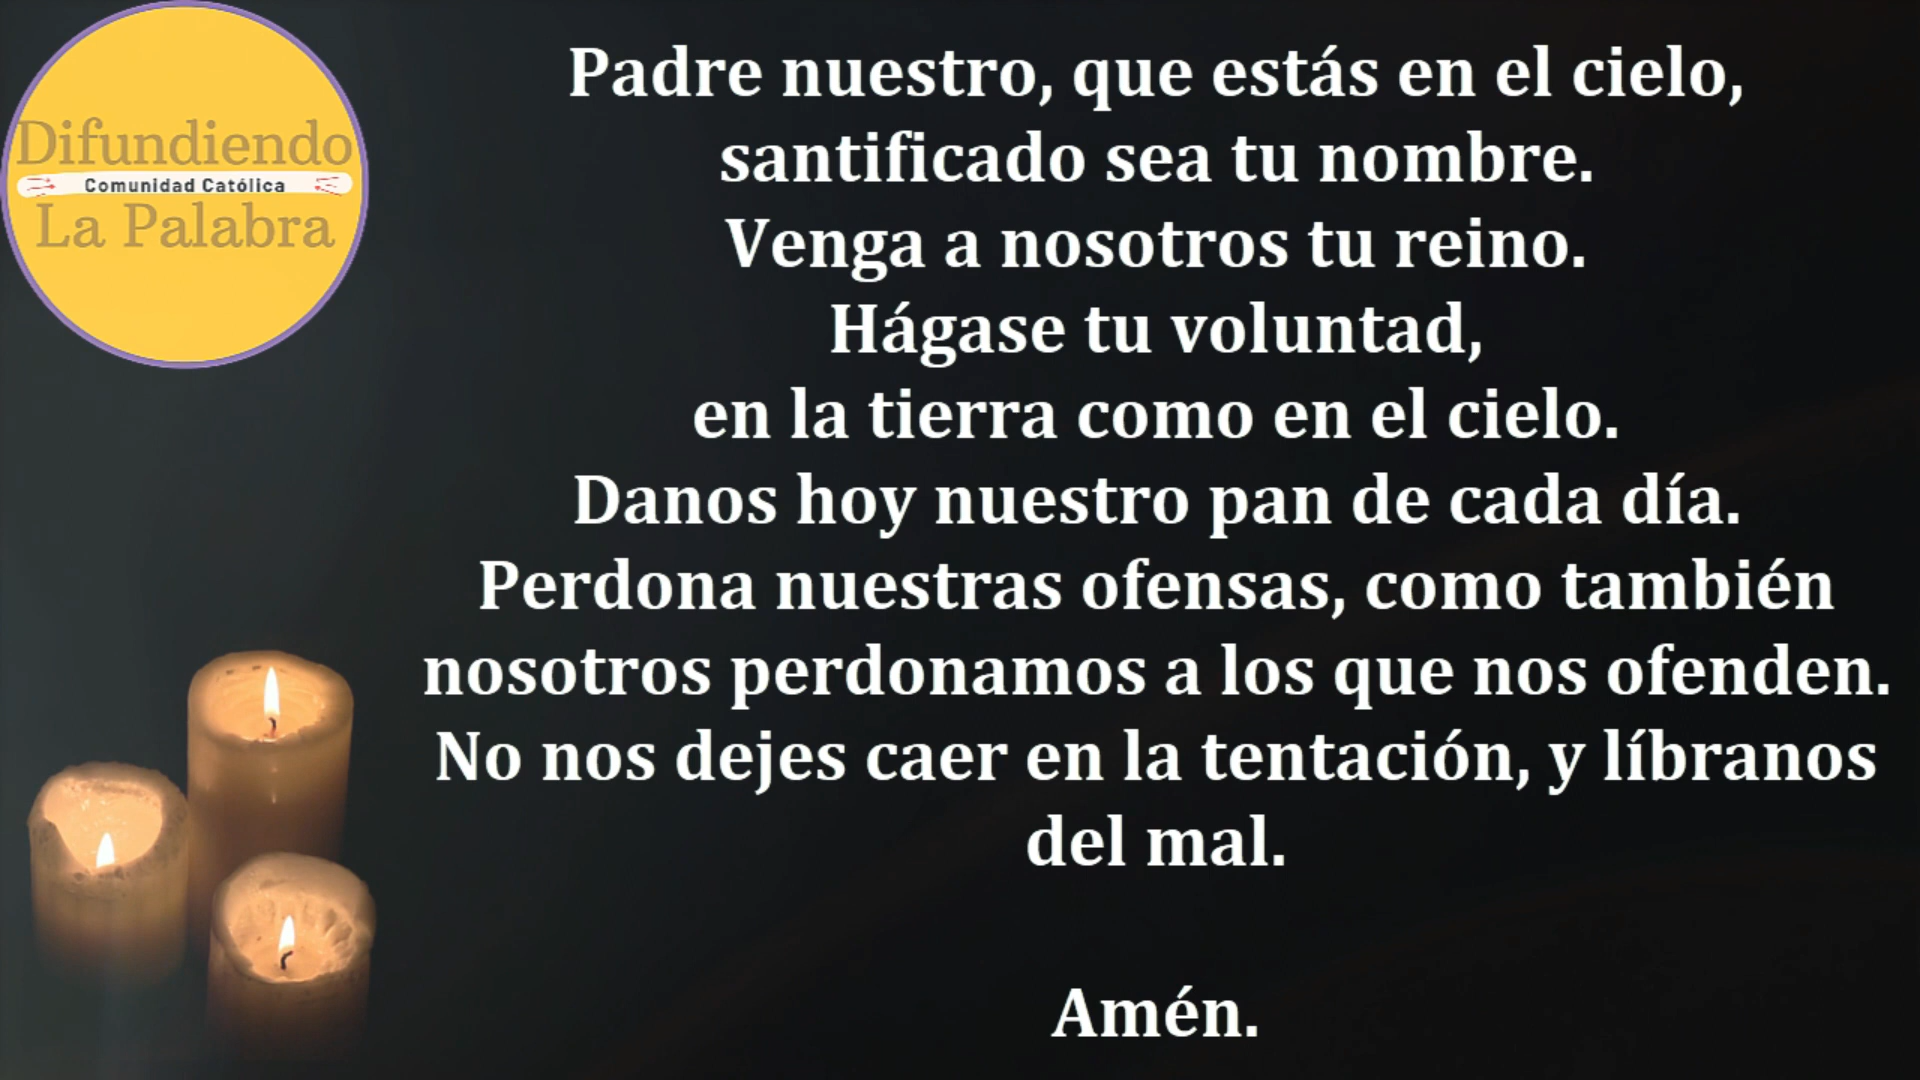 Difundiendo
Comunidad Católica
La Palabra
Padre nuestro, que estás en el cielo,
santificado sea tu nombre.
Venga a nosotros tu reino.
Hágase tu voluntad,
en la tierra como en el cielo.
Danos hoy nuestro pan de cada día.
Perdona nuestras ofensas, como también
nosotros perdonamos a los que nos ofenden.
No nos dejes caer en la tentación, y líbranos
del mal.
Amén.